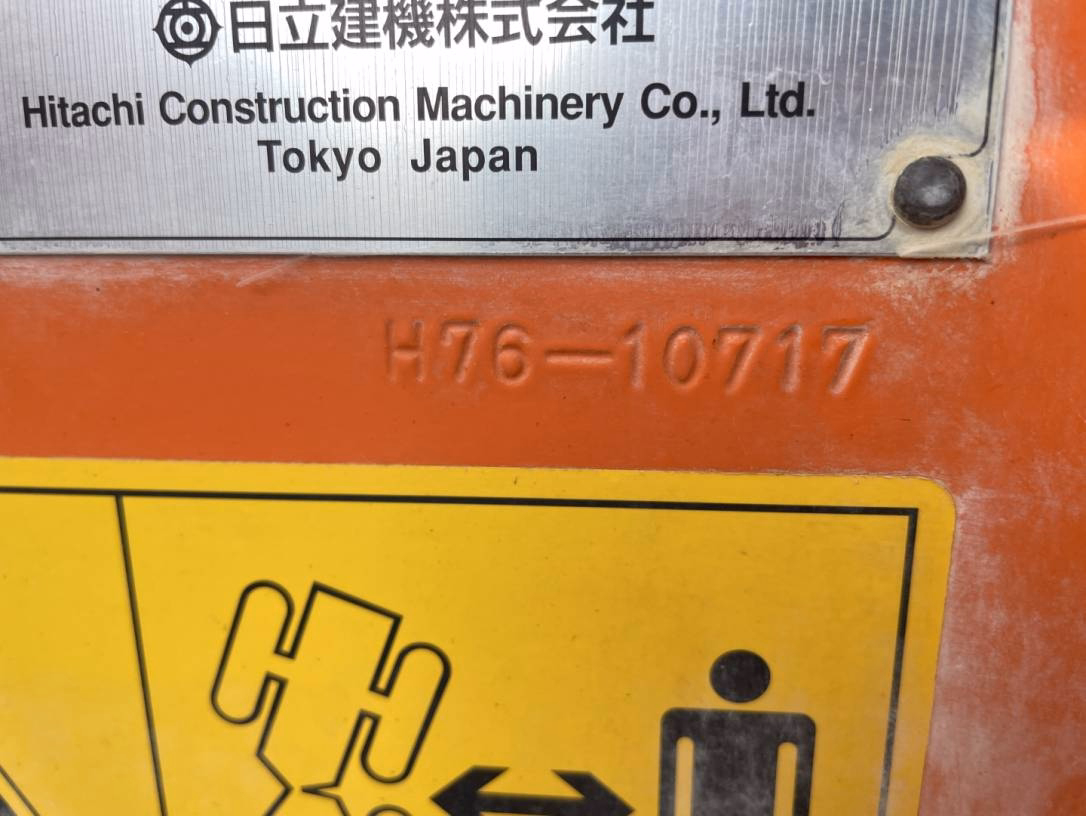 日立建機株式会社
Hitachi Construction Machinery Co., Ltd.
Tokyo Japan
H76-10717